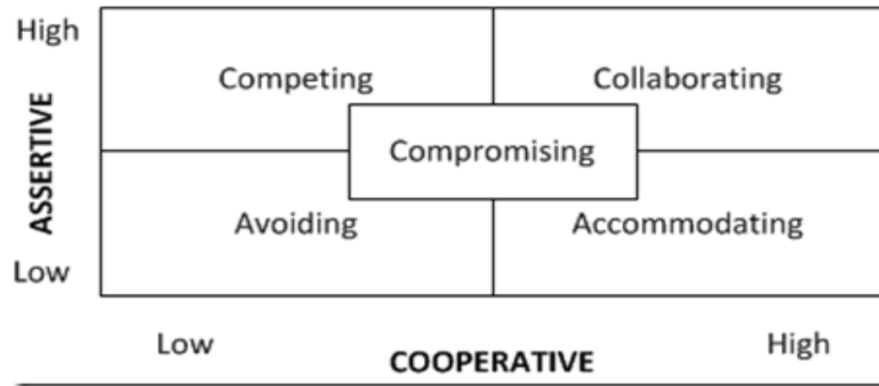 High
Competing
Collaborating
Compromising
ASSERTIVE
Avoiding
Accommodating
Low
Low
High
COOPERATIVE